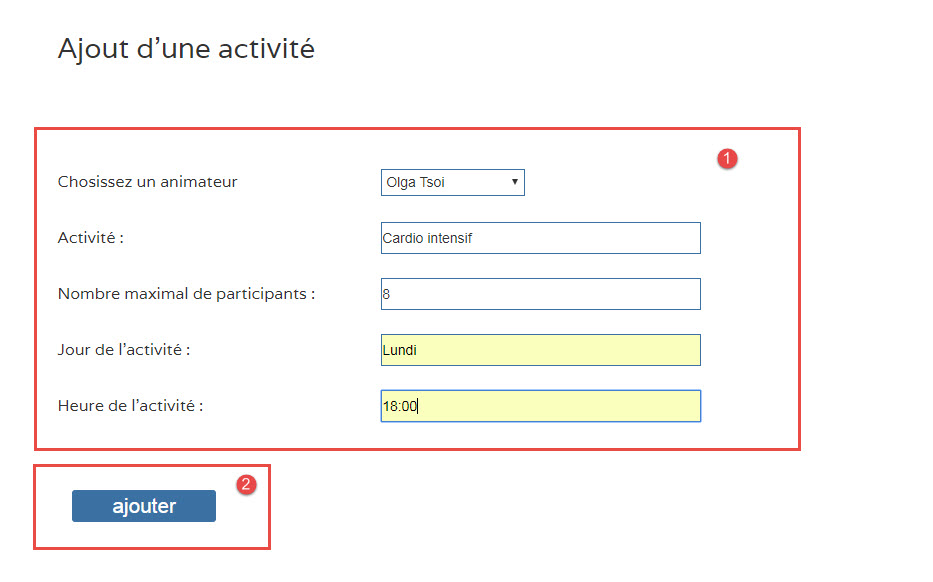 Ajout d’une activité
1
Chosissez un animateur Olga Tsoi
Activité : Cardio intensif
Nombre maximal de participants : 8
Jour de l’activité : Lundi
Heure de l’activité : 18:00
2
ajouter